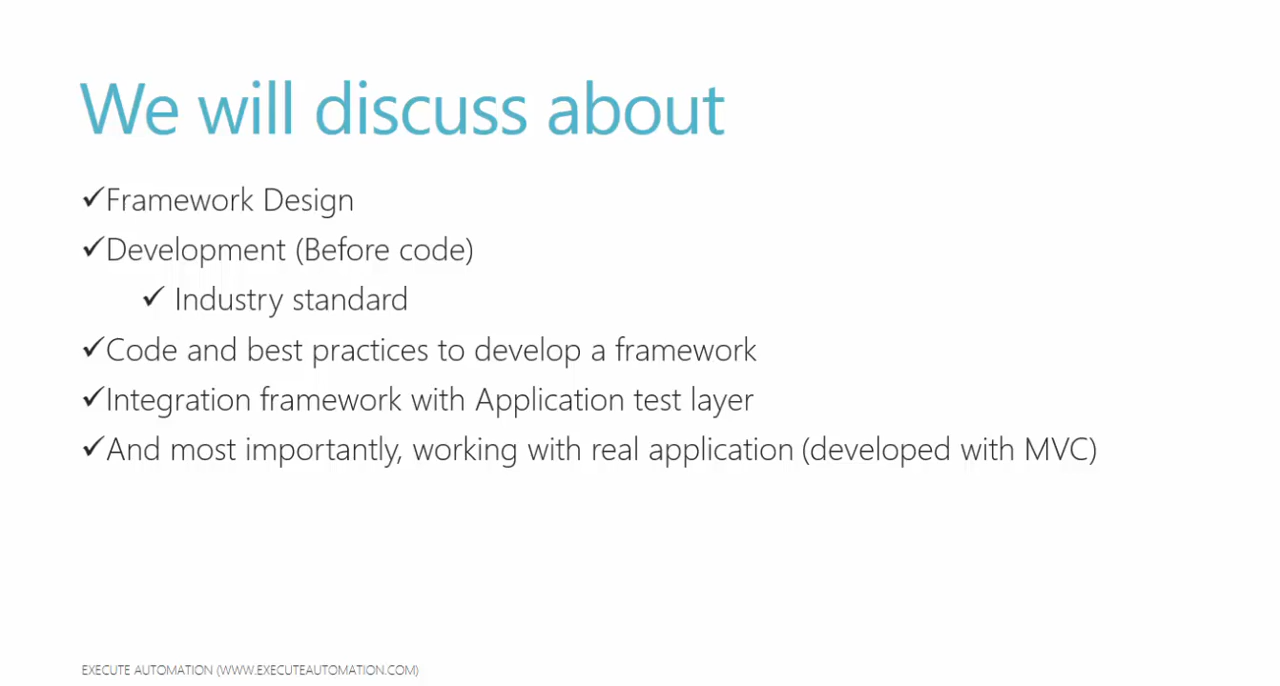 We will discuss about
✓Framework Design
✓Development (Before code)
✓ Industry standard
✓Code and best practices to develop a framework
✓Integration framework with Application test layer
✓And most importantly, working with real application (developed with MVC)
EXECUTE AUTOMATION (WWW.EXECUTEAUTOMATION.COM)